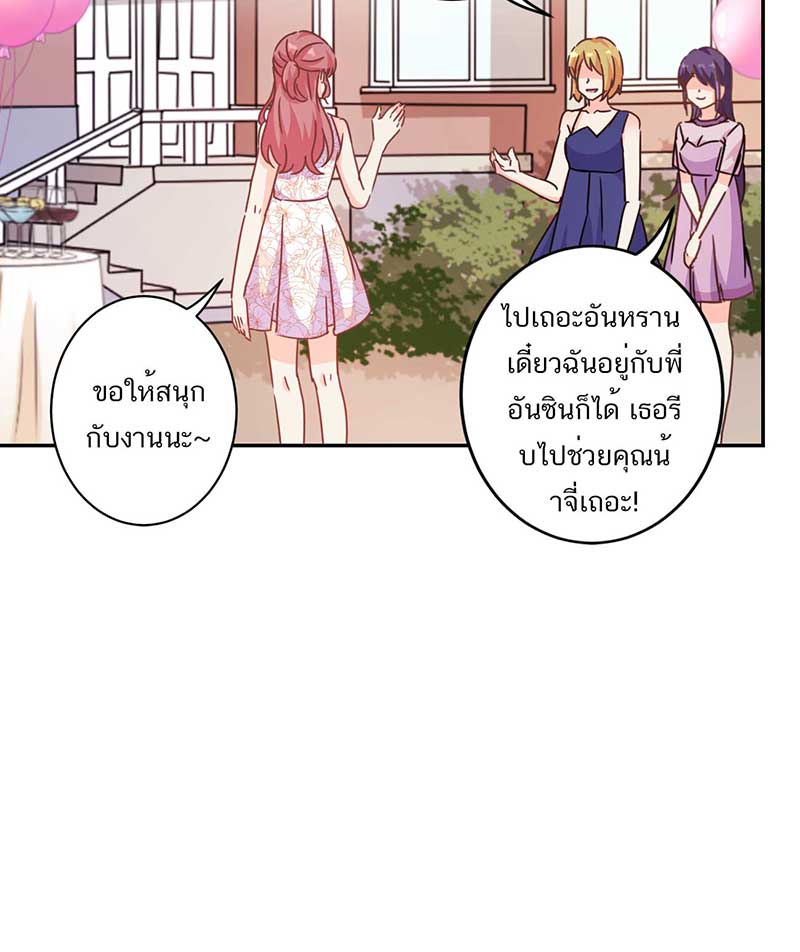 ขอให้สนุก
กับงานนะ~
ไปเถอะอันหราน
เดี๋ยวฉันอยู่กับพี่
อันซินก็ได้ เธอรี
บไปช่วยคุณน้
าจี่เถอะ!